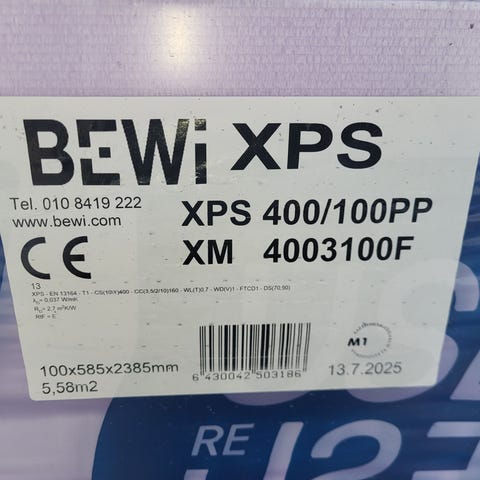 BEWi XPS
Tel. 010 8419 222
www.bewi.com
XPS 400/100PP
XM 4003100F
CE
13
XPS - EN 13164 - T1 - CS(10\Y)400 - CC(3,5/2/10)160 - WL(T)0,7 - WD(V)1 - FTCD1 - DS(70,90)
λD= 0,037 W/mK
RD= 2,7 m²K/W
RtF = E
100x585x2385mm
5,58m2
6 430042 503186
M1
13.7.2025
RE
USE